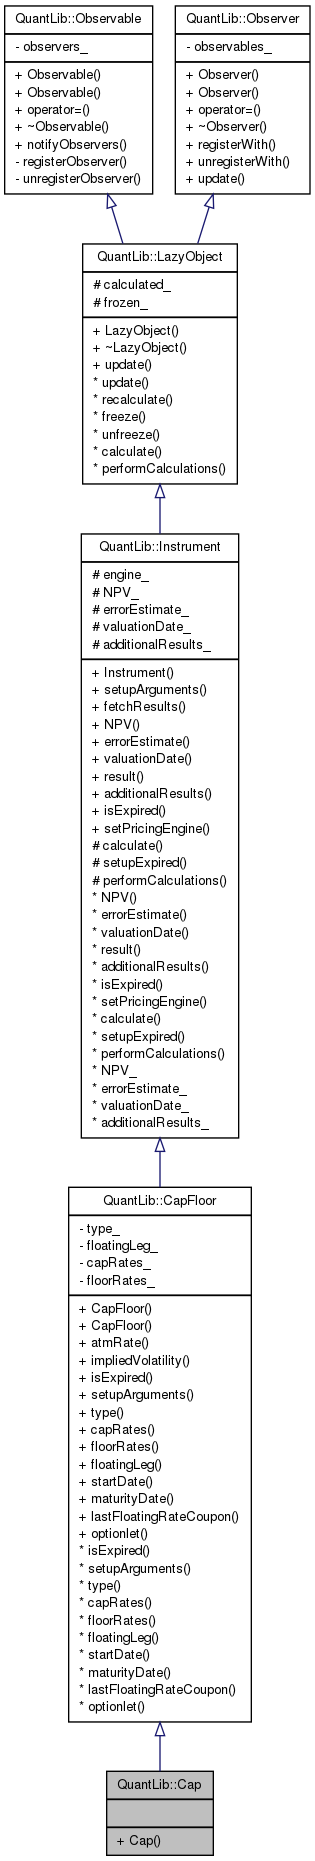 QuantLib::Observable
- observers_
+ Observable()
+ Observable()
+ operator=()
+ ~Observable()
+ notifyObservers()
- registerObserver()
- unregisterObserver()
QuantLib::Observer
- observables_
+ Observer()
+ Observer()
+ operator=()
+ ~Observer()
+ registerWith()
+ unregisterWith()
+ update()
QuantLib::LazyObject
# calculated_
# frozen_
+ LazyObject()
+ ~LazyObject()
+ update()
* update()
* recalculate()
* freeze()
* unfreeze()
* calculate()
* performCalculations()
QuantLib::Instrument
# engine_
# NPV_
# errorEstimate_
# valuationDate_
# additionalResults_
+ Instrument()
+ setupArguments()
+ fetchResults()
+ NPV()
+ errorEstimate()
+ valuationDate()
+ result()
+ additionalResults()
+ isExpired()
+ setPricingEngine()
# calculate()
# setupExpired()
# performCalculations()
* NPV()
* errorEstimate()
* valuationDate()
* result()
* additionalResults()
* isExpired()
* setPricingEngine()
* calculate()
* setupExpired()
* performCalculations()
* NPV_
* errorEstimate_
* valuationDate_
* additionalResults_
QuantLib::CapFloor
- type_
- floatingLeg_
- capRates_
- floorRates_
+ CapFloor()
+ CapFloor()
+ atmRate()
+ impliedVolatility()
+ isExpired()
+ setupArguments()
+ type()
+ capRates()
+ floorRates()
+ floatingLeg()
+ startDate()
+ maturityDate()
+ lastFloatingRateCoupon()
+ optionlet()
* isExpired()
* setupArguments()
* type()
* capRates()
* floorRates()
* floatingLeg()
* startDate()
* maturityDate()
* lastFloatingRateCoupon()
* optionlet()
QuantLib::Cap
+ Cap()